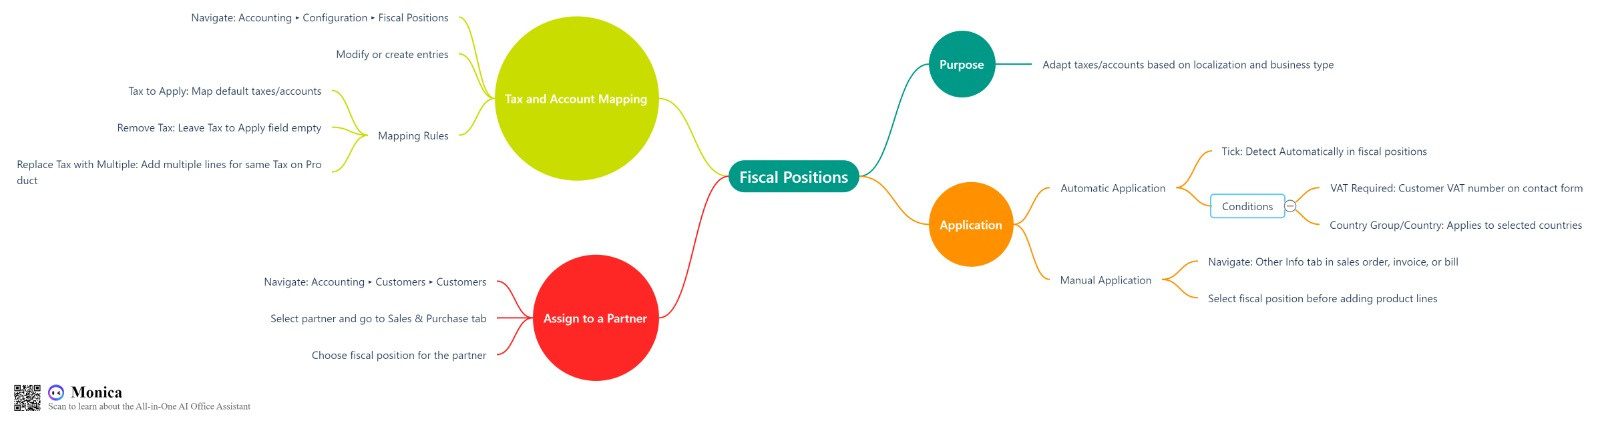 Fiscal Positions
Purpose
Adapt taxes/accounts based on localization and business type
Application
Automatic Application
Tick: Detect Automatically in fiscal positions
Conditions
VAT Required: Customer VAT number on contact form
Country Group/Country: Applies to selected countries
Manual Application
Navigate: Other Info tab in sales order, invoice, or bill
Select fiscal position before adding product lines
Tax and Account Mapping
Navigate: Accounting ‣ Configuration ‣ Fiscal Positions
Modify or create entries
Mapping Rules
Tax to Apply: Map default taxes/accounts
Remove Tax: Leave Tax to Apply field empty
Replace Tax with Multiple: Add multiple lines for same Tax on Pro
duct
Assign to a Partner
Navigate: Accounting ‣ Customers ‣ Customers
Select partner and go to Sales & Purchase tab
Choose fiscal position for the partner
Monica
Scan to learn about the All-in-One AI Office Assistant